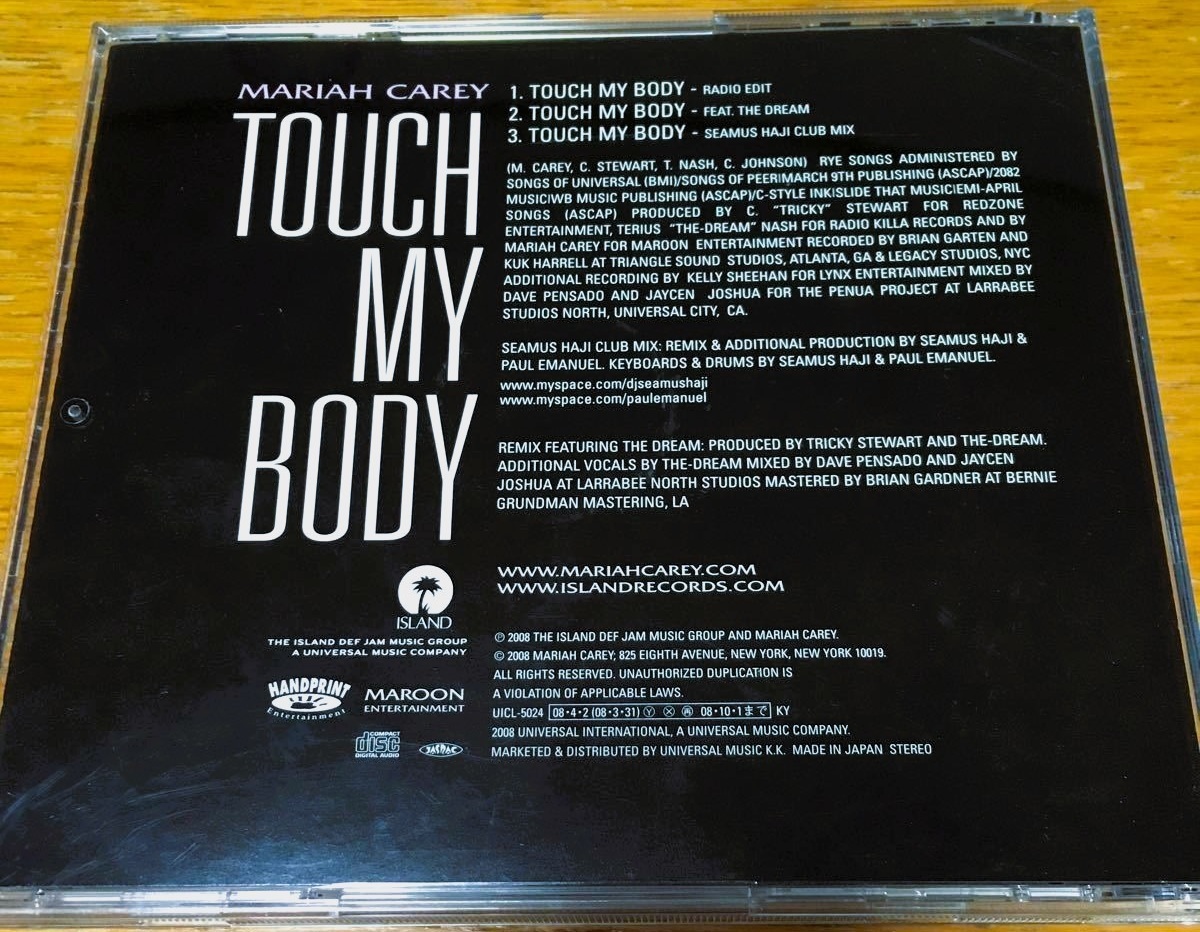 MARIAH CAREY
TOUCH
MY
BODY
1. TOUCH MY BODY - RADIO EDIT
2. TOUCH MY BODY - FEAT. THE DREAM
3. TOUCH MY BODY - SEAMUS HAJI CLUB MIX
(M. CAREY, C. STEWART, T. NASH, C. JOHNSON) RYE SONGS ADMINISTERED BY
SONGS OF UNIVERSAL (BMI)/SONGS OF PEER|MARCH 9TH PUBLISHING (ASCAP)/2082
MUSIC|WB MUSIC PUBLISHING (ASCAP)/C-STYLE INK|SLIDE THAT MUSIC|EMI-APRIL
SONGS (ASCAP) PRODUCED BY C. "TRICKY" STEWART FOR REDZONE
ENTERTAINMENT, TERIUS "THE-DREAM" NASH FOR RADIO KILLA RECORDS AND BY
MARIAH CAREY FOR MAROON ENTERTAINMENT RECORDED BY BRIAN GARTEN AND
KUK HARRELL AT TRIANGLE SOUND STUDIOS, ATLANTA, GA & LEGACY STUDIOS, NYC
ADDITIONAL RECORDING BY KELLY SHEEHAN FOR LYNX ENTERTAINMENT MIXED BY
DAVE PENSADO AND JAYCEN JOSHUA FOR THE PENUA PROJECT AT LARRABEE
STUDIOS NORTH, UNIVERSAL CITY, CA.
SEAMUS HAJI CLUB MIX: REMIX & ADDITIONAL PRODUCTION BY SEAMUS HAJI &
PAUL EMANUEL. KEYBOARDS & DRUMS BY SEAMUS HAJI & PAUL EMANUEL.
www.myspace.com/djseamushaji
www.myspace.com/paulemanuel
REMIX FEATURING THE DREAM: PRODUCED BY TRICKY STEWART AND THE-DREAM.
ADDITIONAL VOCALS BY THE-DREAM MIXED BY DAVE PENSADO AND JAYCEN
JOSHUA AT LARRABEE NORTH STUDIOS MASTERED BY BRIAN GARDNER AT BERNIE
GRUNDMAN MASTERING, LA
WWW.MARIAHCAREY.COM
WWW.ISLANDRECORDS.COM
ISLAND
THE ISLAND DEF JAM MUSIC GROUP
A UNIVERSAL MUSIC COMPANY
HANDPRINT
Entertainment
MAROON
ENTERTAINMENT
COMPACT
disc
DIGITAL AUDIO
JASRAC
℗ 2008 THE ISLAND DEF JAM MUSIC GROUP AND MARIAH CAREY.
© 2008 MARIAH CAREY; 825 EIGHTH AVENUE, NEW YORK, NEW YORK 10019.
ALL RIGHTS RESERVED. UNAUTHORIZED DUPLICATION IS
A VIOLATION OF APPLICABLE LAWS.
UICL-5024 08・4・2 (08・3・31) Ⓨ Ⓧ ㊢ 08・10・1まで KY
2008 UNIVERSAL INTERNATIONAL, A UNIVERSAL MUSIC COMPANY.
MARKETED & DISTRIBUTED BY UNIVERSAL MUSIC K.K. MADE IN JAPAN STEREO